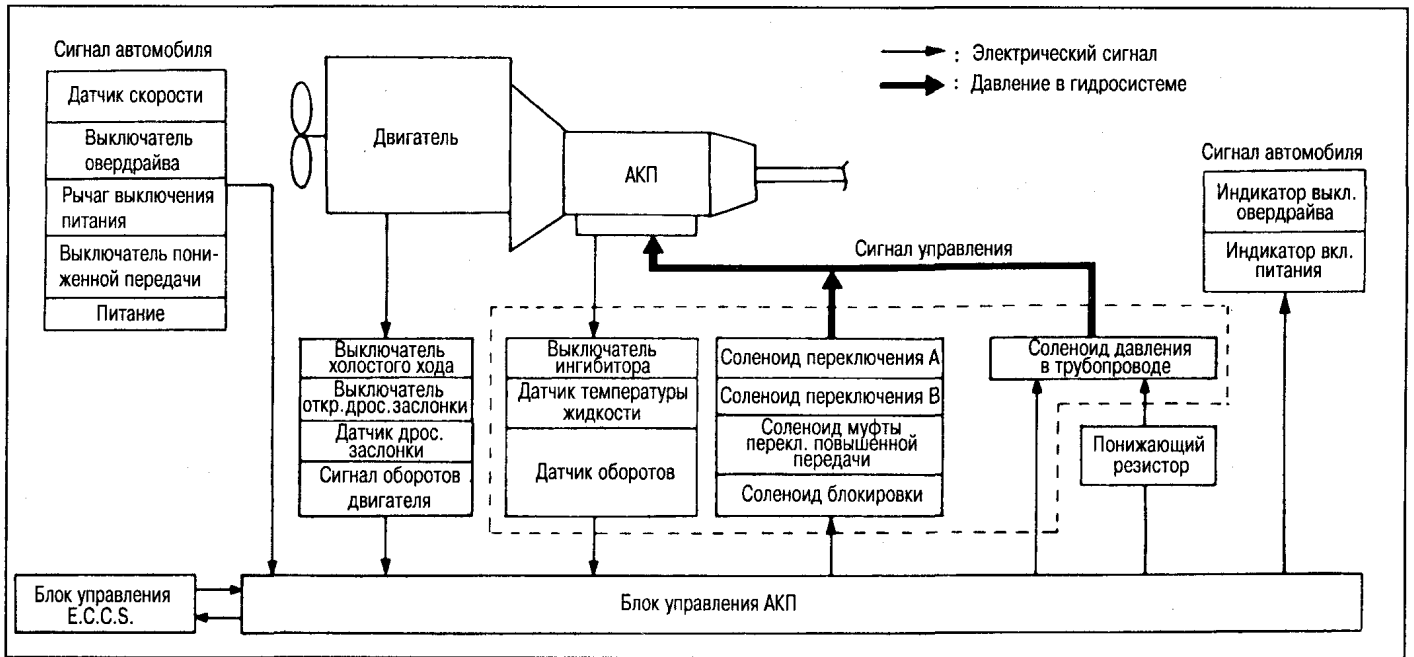 Сигнал автомобиля
Датчик скорости
Выключатель
овердрайва
Рычаг выключения
питания
Выключатель пони-
женной передачи
Питание
Двигатель
АКП
: Электрический сигнал
: Давление в гидросистеме
Сигнал автомобиля
Индикатор выкл.
овердрайва
Индикатор вкл.
питания
Сигнал управления
Выключатель
холостого хода
Выключатель
откр.дрос.заслонки
Датчик дрос.
заслонки
Сигнал оборотов
двигателя
Выключатель
ингибитора
Датчик температуры
жидкости
Датчик оборотов
Соленоид переключения А
Соленоид переключения В
Соленоид муфты
перекл. повышенной
передачи
Соленоид блокировки
Соленоид давления
в трубопроводе
Понижающий
резистор
Блок управления
E.C.C.S.
Блок управления АКП